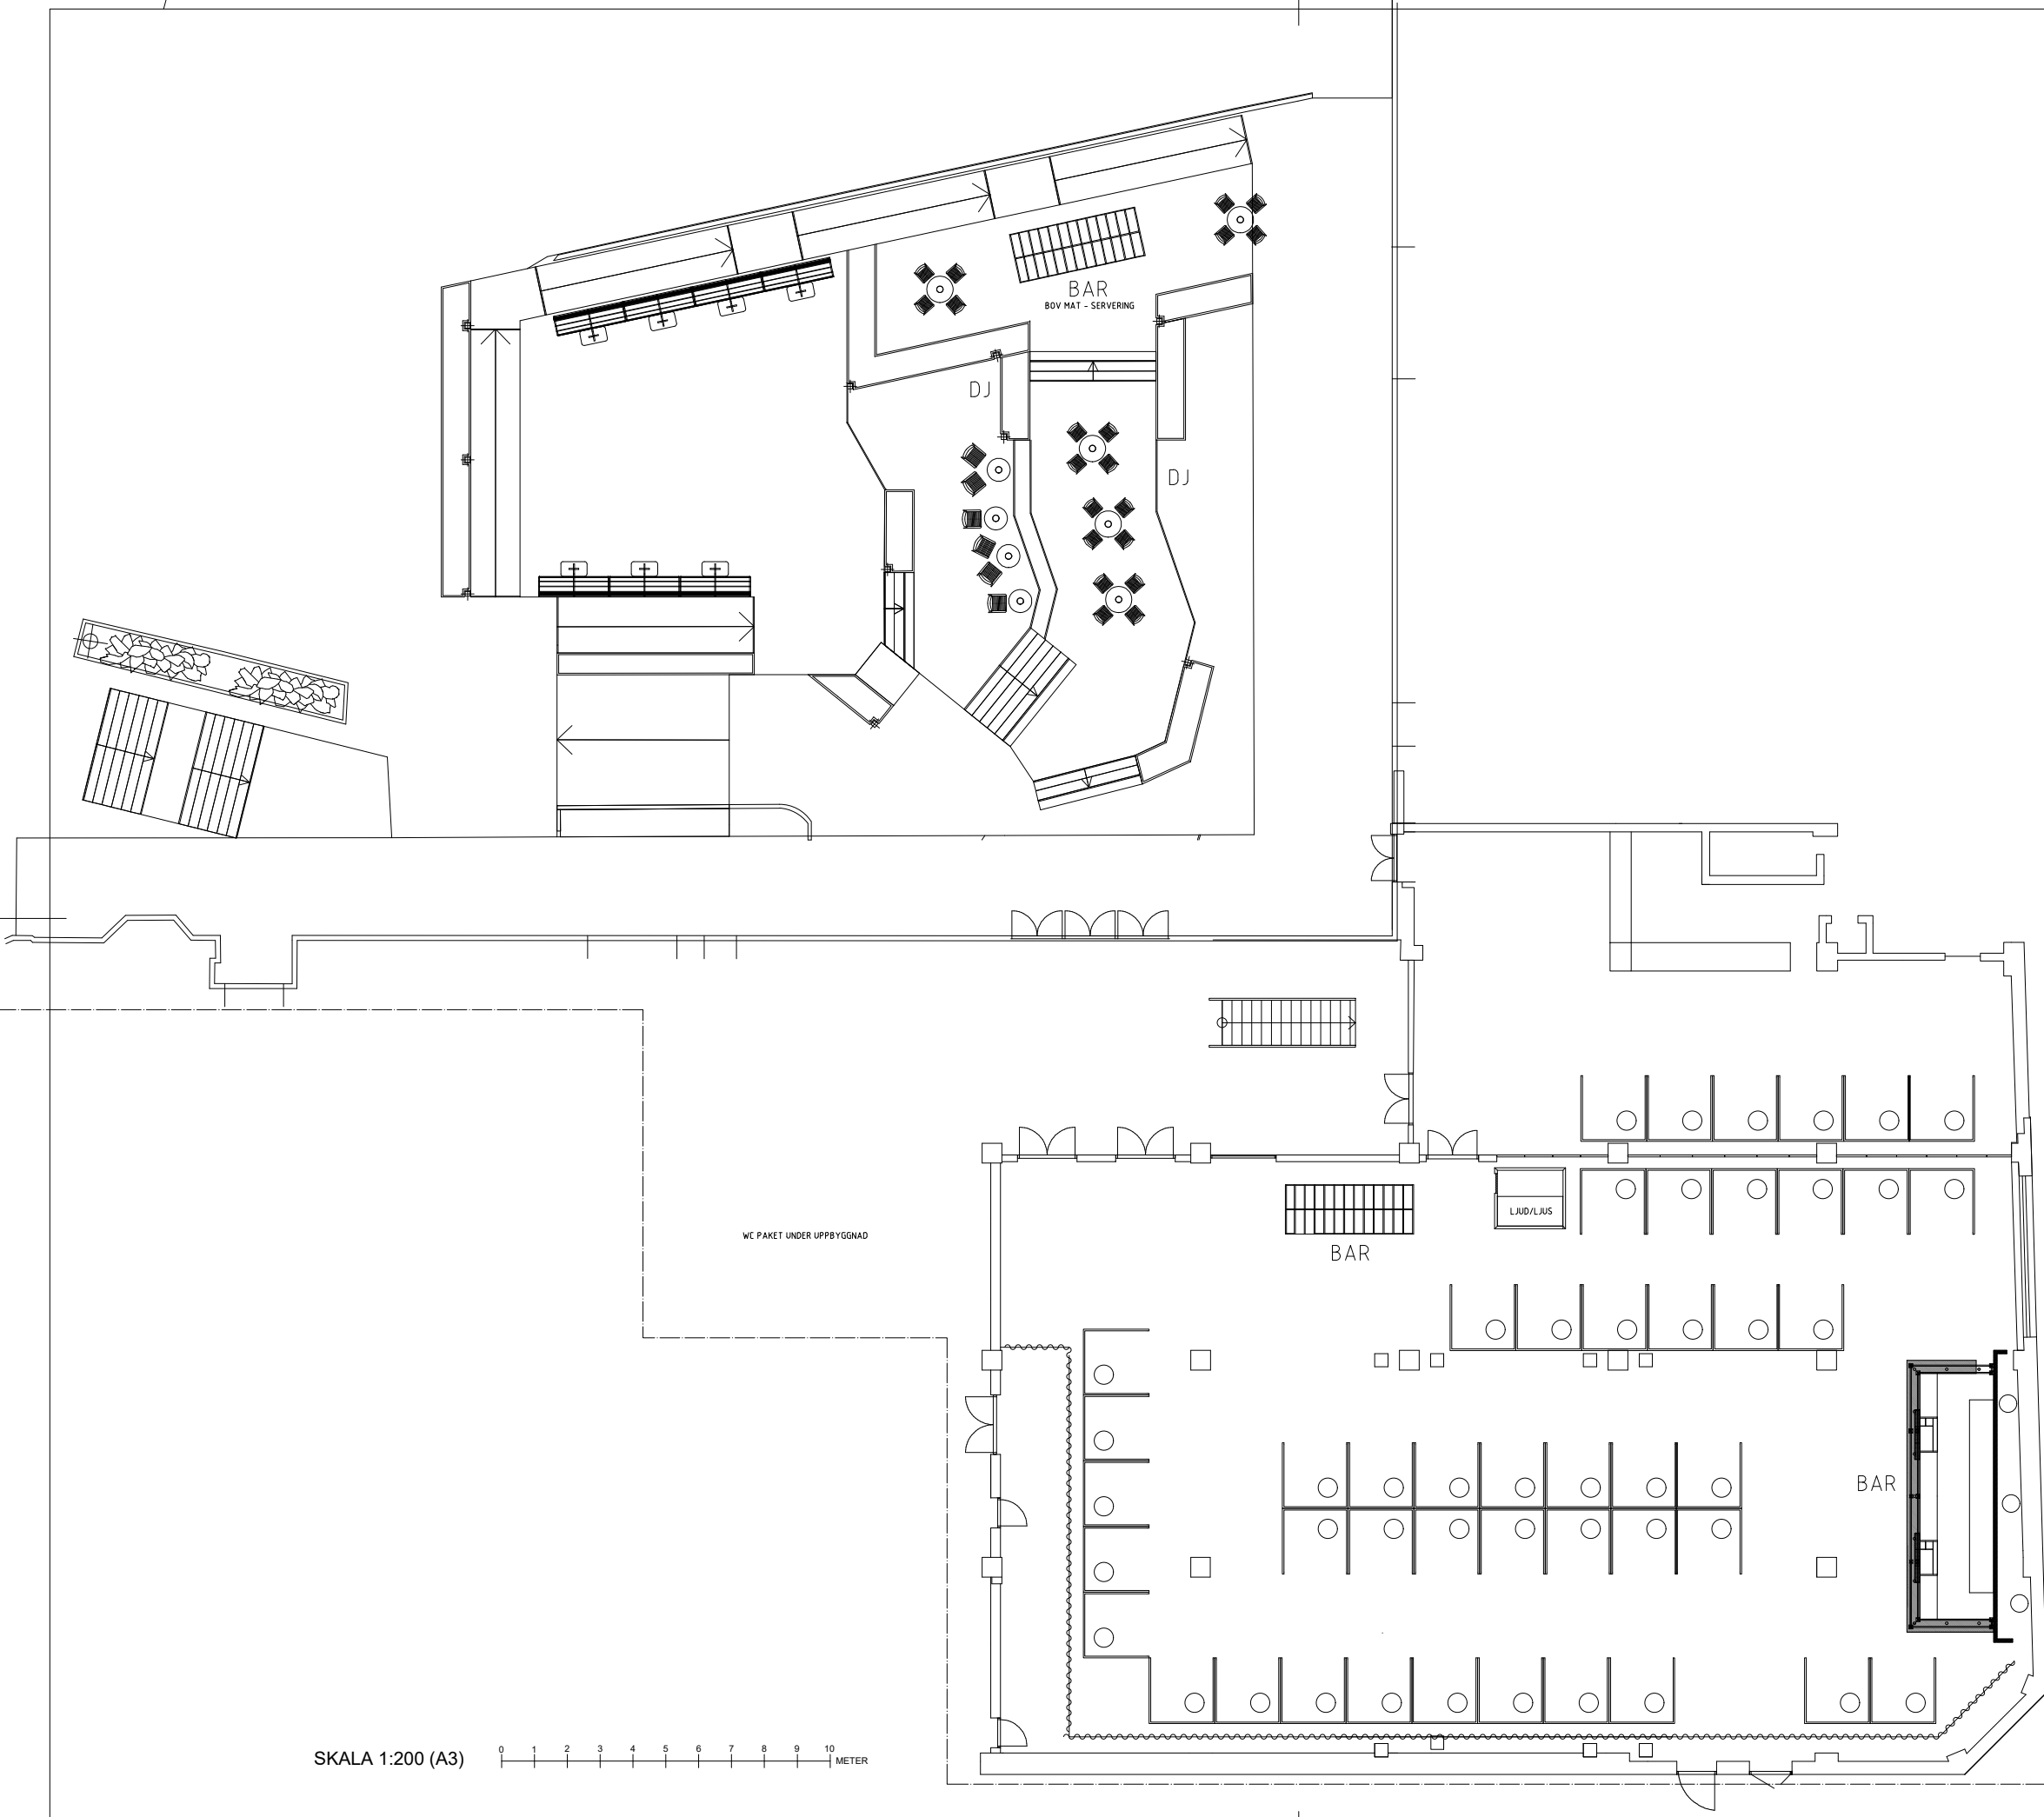 BAR
BOV MAT - SERVERING
DJ
DJ
LJUD/LJUS
WC PAKET UNDER UPPBYGGNAD
BAR
BAR
SKALA 1:200 (A3)
0 1 2 3 4 5 6 7 8 9 10
METER